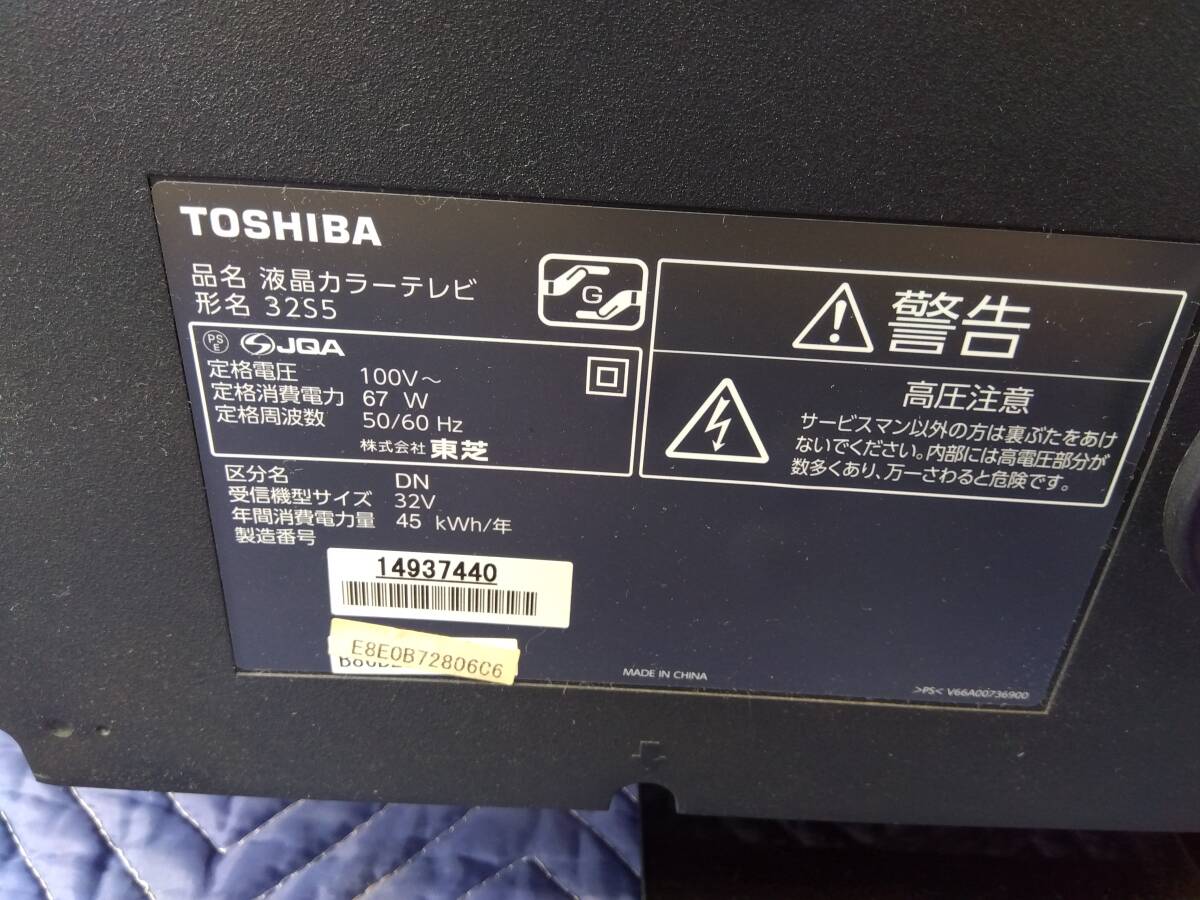 TOSHIBA
品名 液晶カラーテレビ
形名 32S5
G
PS
E
JQA
定格電圧 100V～
定格消費電力 67 W
定格周波数 50/60 Hz
株式会社 東芝
区分名 DN
受信機型サイズ 32V
年間消費電力量 45 kWh/年
製造番号
14937440
E8E0B72806C6
警告
高圧注意
サービスマン以外の方は裏ぶたをあけ
ないでください。内部には高電圧部分が
数多くあり、万一さわると危険です。
MADE IN CHINA
>PS< V66A00736900